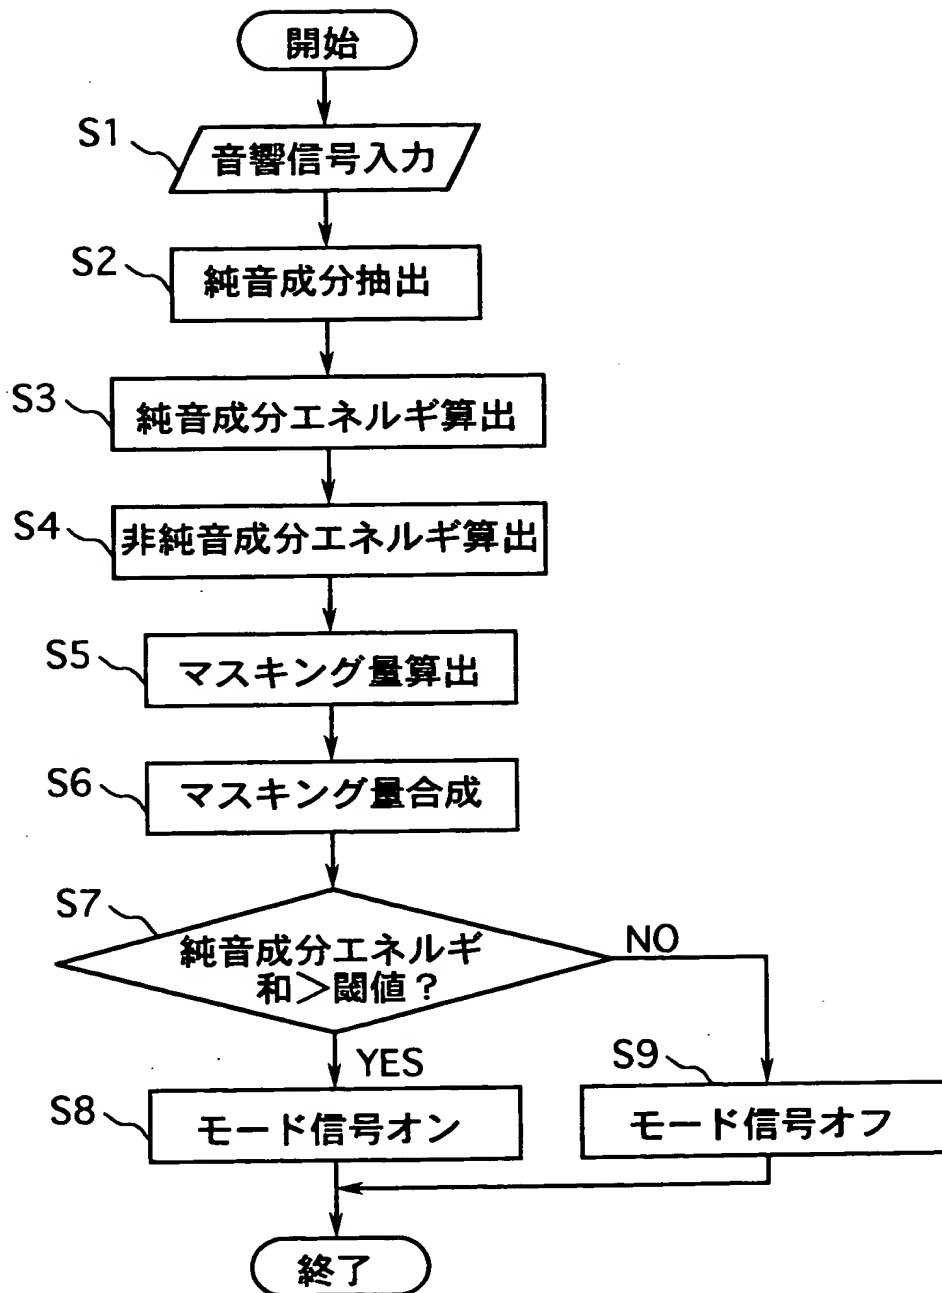 開始
S1
音響信号入力
S2
純音成分抽出
S3
純音成分エネルギ算出
S4
非純音成分エネルギ算出
S5
マスキング量算出
S6
マスキング量合成
S7
純音成分エネルギ
和＞閾値？
NO
YES
S8
モード信号オン
S9
モード信号オフ
終了